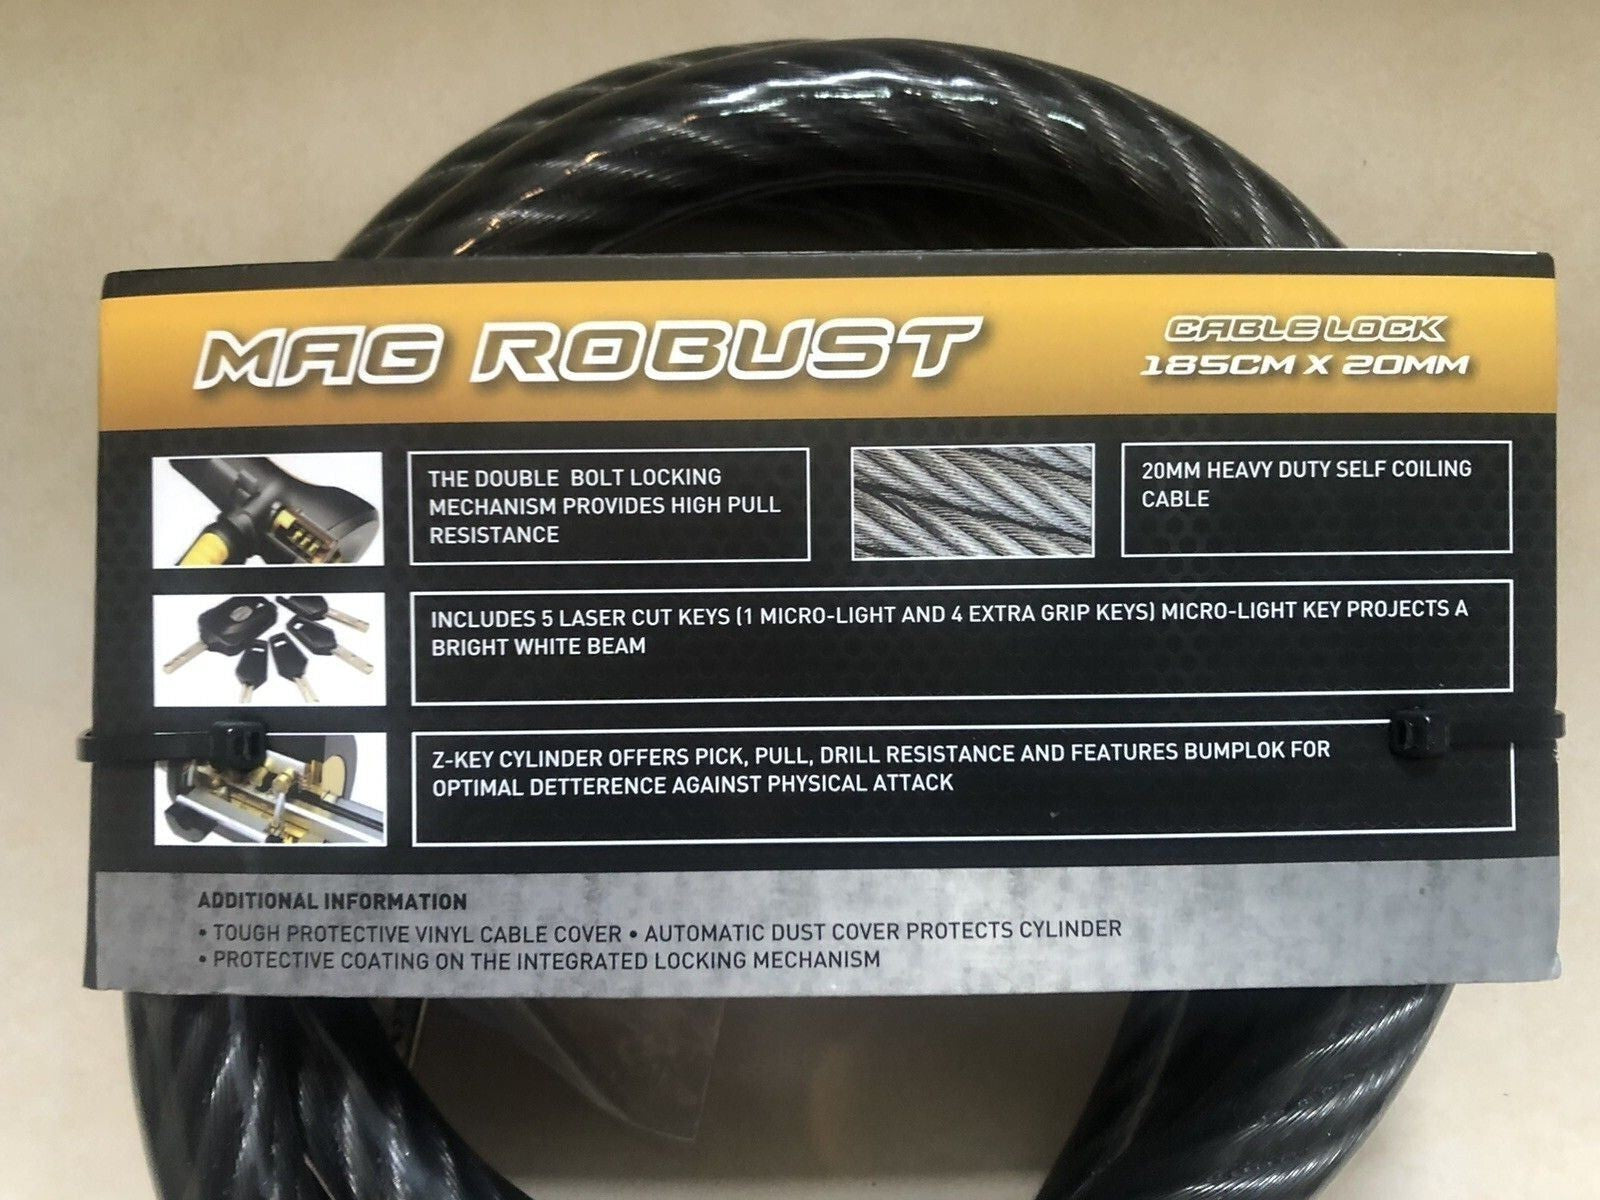 MAG ROBUST
CABLE LOCK
185CM X 20MM
THE DOUBLE BOLT LOCKING
MECHANISM PROVIDES HIGH PULL
RESISTANCE
20MM HEAVY DUTY SELF COILING
CABLE
INCLUDES 5 LASER CUT KEYS (1 MICRO-LIGHT AND 4 EXTRA GRIP KEYS) MICRO-LIGHT KEY PROJECTS A
BRIGHT WHITE BEAM
Z-KEY CYLINDER OFFERS PICK, PULL, DRILL RESISTANCE AND FEATURES BUMPLOK FOR
OPTIMAL DETTERENCE AGAINST PHYSICAL ATTACK
ADDITIONAL INFORMATION
• TOUGH PROTECTIVE VINYL CABLE COVER • AUTOMATIC DUST COVER PROTECTS CYLINDER
• PROTECTIVE COATING ON THE INTEGRATED LOCKING MECHANISM